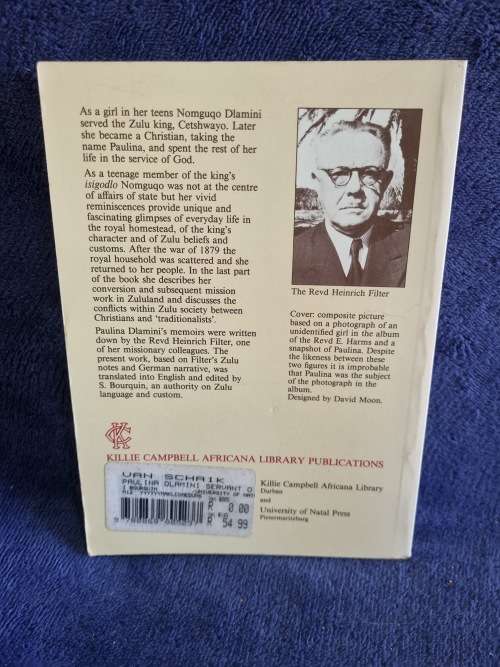 As a girl in her teens Nomguqo Dlamini
served the Zulu king, Cetshwayo. Later
she became a Christian, taking the
name Paulina, and spent the rest of her
life in the service of God.
As a teenage member of the king's
isigodlo Nomguqo was not at the centre
of affairs of state but her vivid
reminiscences provide unique and
fascinating glimpses of everyday life in
the royal homestead, of the king's
character and of Zulu beliefs and
customs. After the war of 1879 the
royal household was scattered and she
returned to her people. In the last part
of the book she describes her
conversion and subsequent mission
work in Zululand and discusses the
conflicts within Zulu society between
Christians and 'traditionalists'.
Paulina Dlamini's memoirs were written
down by the Revd Heinrich Filter, one
of her missionary colleagues. The
present work, based on Filter's Zulu
notes and German narrative, was
translated into English and edited by
S. Bourquin, an authority on Zulu
language and custom.
The Revd Heinrich Filter
Cover: composite picture
based on a photograph of an
unidentified girl in the album
of the Revd E. Harms and a
snapshot of Paulina. Despite
the likeness between these
two figures it is improbable
that Paulina was the subject
of the photograph in the
album.
Designed by David Moon.
KILLIE CAMPBELL AFRICANA LIBRARY PUBLICATIONS
VAN SCHAIK
PAULINA DLAMINI SERVANT O
BOURQUIN UNIVERSITY OF NAT
R 0 00
R 54 99
Killie Campbell Africana Library
Durban
and
University of Natal Press
Pietermaritzburg